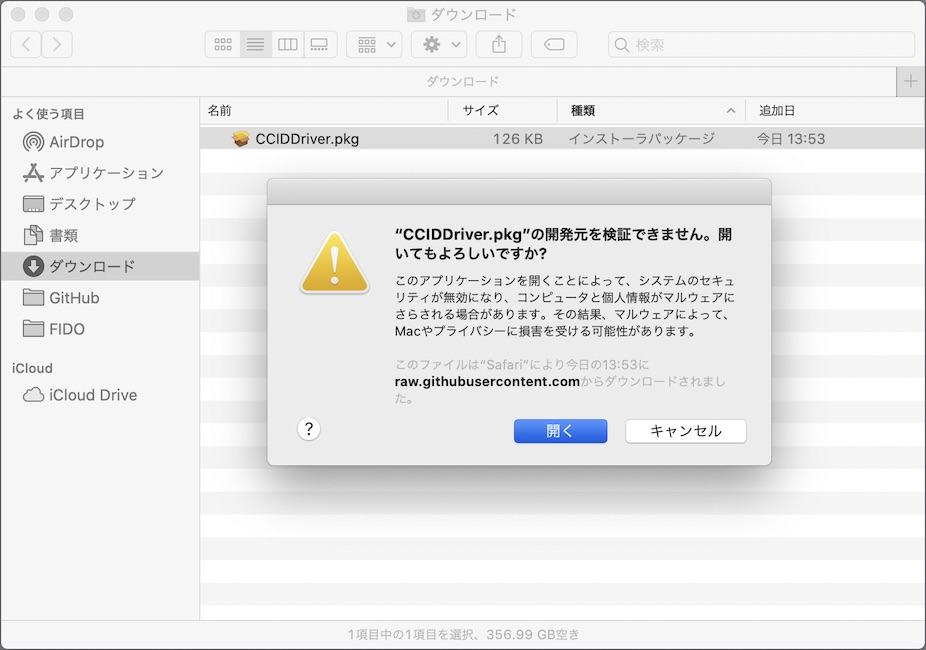 ダウンロード
検索
ダウンロード
よく使う項目
AirDrop
アプリケーション
デスクトップ
書類
ダウンロード
GitHub
FIDO
iCloud
iCloud Drive
名前 サイズ 種類 追加日
CCIDDriver.pkg 126 KB インストーラパッケージ 今日 13:53
“CCIDDriver.pkg”の開発元を検証できません。開
いてもよろしいですか?
このアプリケーションを開くことによって、システムのセキュ
リティが無効になり、コンピュータと個人情報がマルウェアに
さらされる場合があります。その結果、マルウェアによって、
Macやプライバシーに損害を受ける可能性があります。
このファイルは“Safari”により今日の13:53に
raw.githubusercontent.comからダウンロードされまし
た。
?
開く
キャンセル
1項目中の1項目を選択、356.99 GB空き